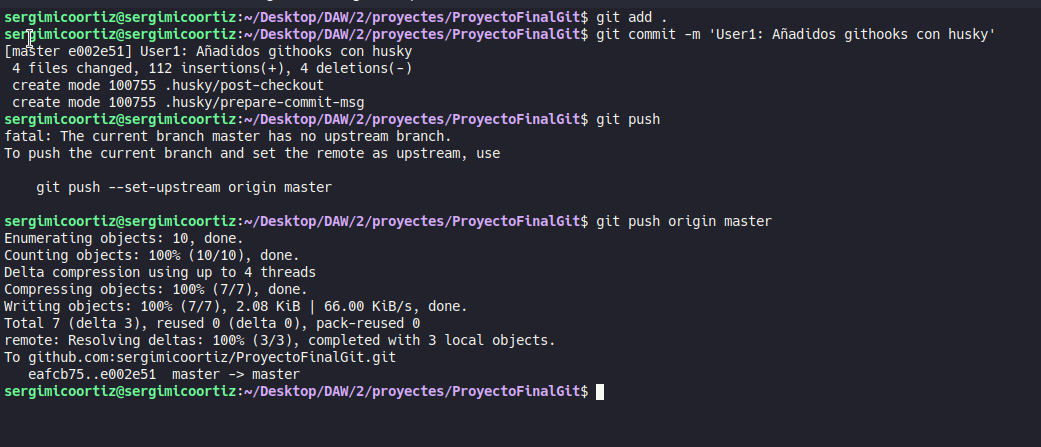 sergimicoortiz@sergimicoortiz:~/Desktop/DAW/2/proyectes/ProyectoFinalGit$ git add .
sergimicoortiz@sergimicoortiz:~/Desktop/DAW/2/proyectes/ProyectoFinalGit$ git commit -m 'User1: Añadidos githooks con husky'
[master e002e51] User1: Añadidos githooks con husky
 4 files changed, 112 insertions(+), 4 deletions(-)
 create mode 100755 .husky/post-checkout
 create mode 100755 .husky/prepare-commit-msg
sergimicoortiz@sergimicoortiz:~/Desktop/DAW/2/proyectes/ProyectoFinalGit$ git push
fatal: The current branch master has no upstream branch.
To push the current branch and set the remote as upstream, use

    git push --set-upstream origin master

sergimicoortiz@sergimicoortiz:~/Desktop/DAW/2/proyectes/ProyectoFinalGit$ git push origin master
Enumerating objects: 10, done.
Counting objects: 100% (10/10), done.
Delta compression using up to 4 threads
Compressing objects: 100% (7/7), done.
Writing objects: 100% (7/7), 2.08 KiB | 66.00 KiB/s, done.
Total 7 (delta 3), reused 0 (delta 0), pack-reused 0
remote: Resolving deltas: 100% (3/3), completed with 3 local objects.
To github.com:sergimicoortiz/ProyectoFinalGit.git
   eafcb75..e002e51  master -> master
sergimicoortiz@sergimicoortiz:~/Desktop/DAW/2/proyectes/ProyectoFinalGit$